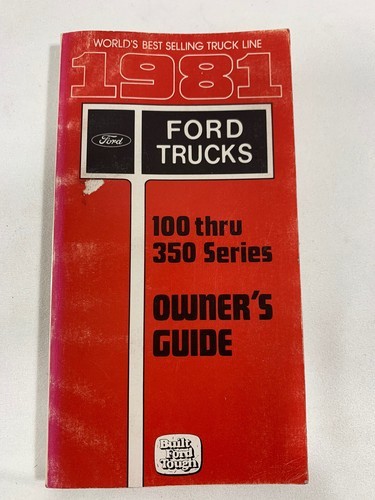 WORLD'S BEST SELLING TRUCK LINE
1981
Ford
FORD
TRUCKS
100 thru
350 Series
OWNER'S
GUIDE
Built
Ford
Tough